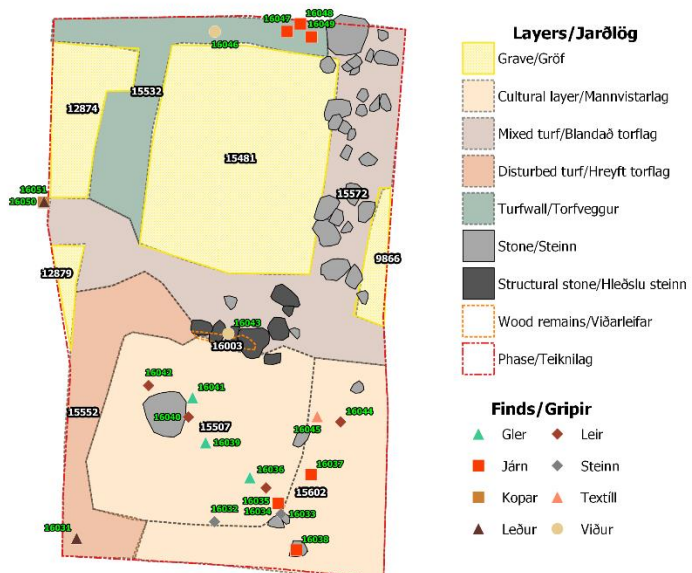 16047
16048
16049
16046
12874
15532
15481
16051
16050
15572
12879
9866
16043
16003
16042
16041
15552
16040
15507
16044
16045
16039
16036
16037
15602
16035
16034
16033
16032
16031
16038
Layers/Jarðlög
Grave/Gröf
Cultural layer/Mannvistarlag
Mixed turf/Blandað torflag
Disturbed turf/Hreyft torflag
Turfwall/Torfveggur
Stone/Steinn
Structural stone/Hleðslu steinn
Wood remains/Viðarleifar
Phase/Teiknilag
Finds/Gripir
Gler Leir
Járn Steinn
Kopar Textíll
Leður Viður